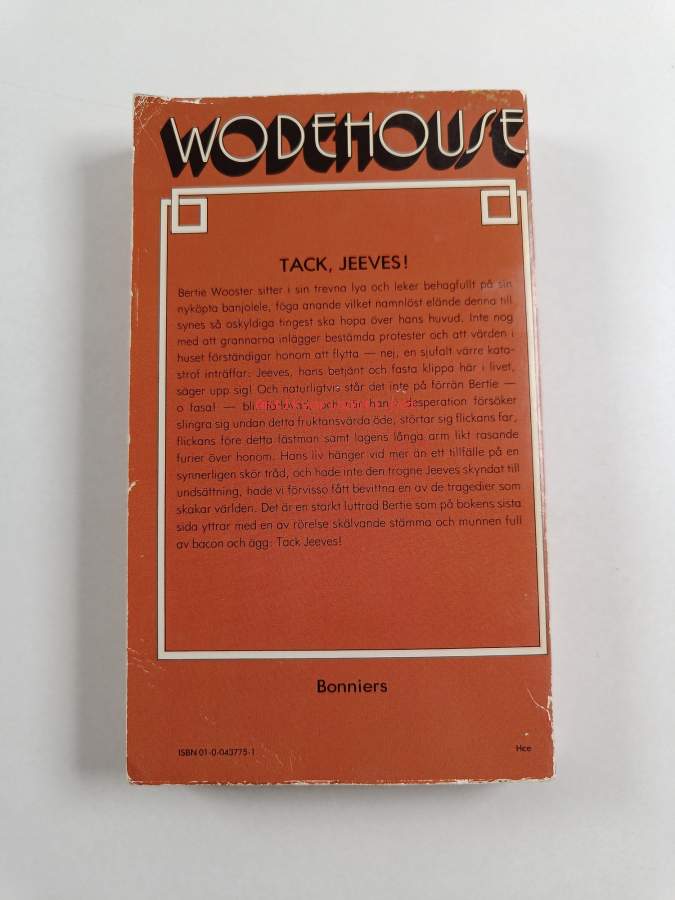 WODEHOUSE
TACK, JEEVES!
Bertie Wooster sitter i sin trevna lya och leker behagfullt på sin
nyköpta banjolele, föga anande vilket namnlöst elände denna till
synes så oskyldiga tingest ska hopa över hans huvud. Inte nog
med att grannarna inlägger bestämda protester och att värden i
huset förständigar honom att flytta — nej, en sjufalt värre kata-
strof inträffar: Jeeves, hans betjänt och fasta klippa här i livet,
säger upp sig! Och naturligtvis står det inte på förrän Bertie —
o fasa! — blir förlovad, och när han i desperation försöker
slingra sig undan detta fruktansvärda öde, störtar sig flickans far,
flickans före detta fästman samt lagens långa arm likt rasande
furier över honom. Hans liv hänger vid mer än ett tillfälle på en
synnerligen skör tråd, och hade inte den trogne Jeeves skyndat till
undsättning, hade vi förvisso fått bevittna en av de tragedier som
skakar världen. Det är en starkt luttrad Bertie som på bokens sista
sida yttrar med en av rörelse skälvande stämma och munnen full
av bacon och ägg: Tack Jeeves!
Bonniers
ISBN 01-0-043775-1
Hce